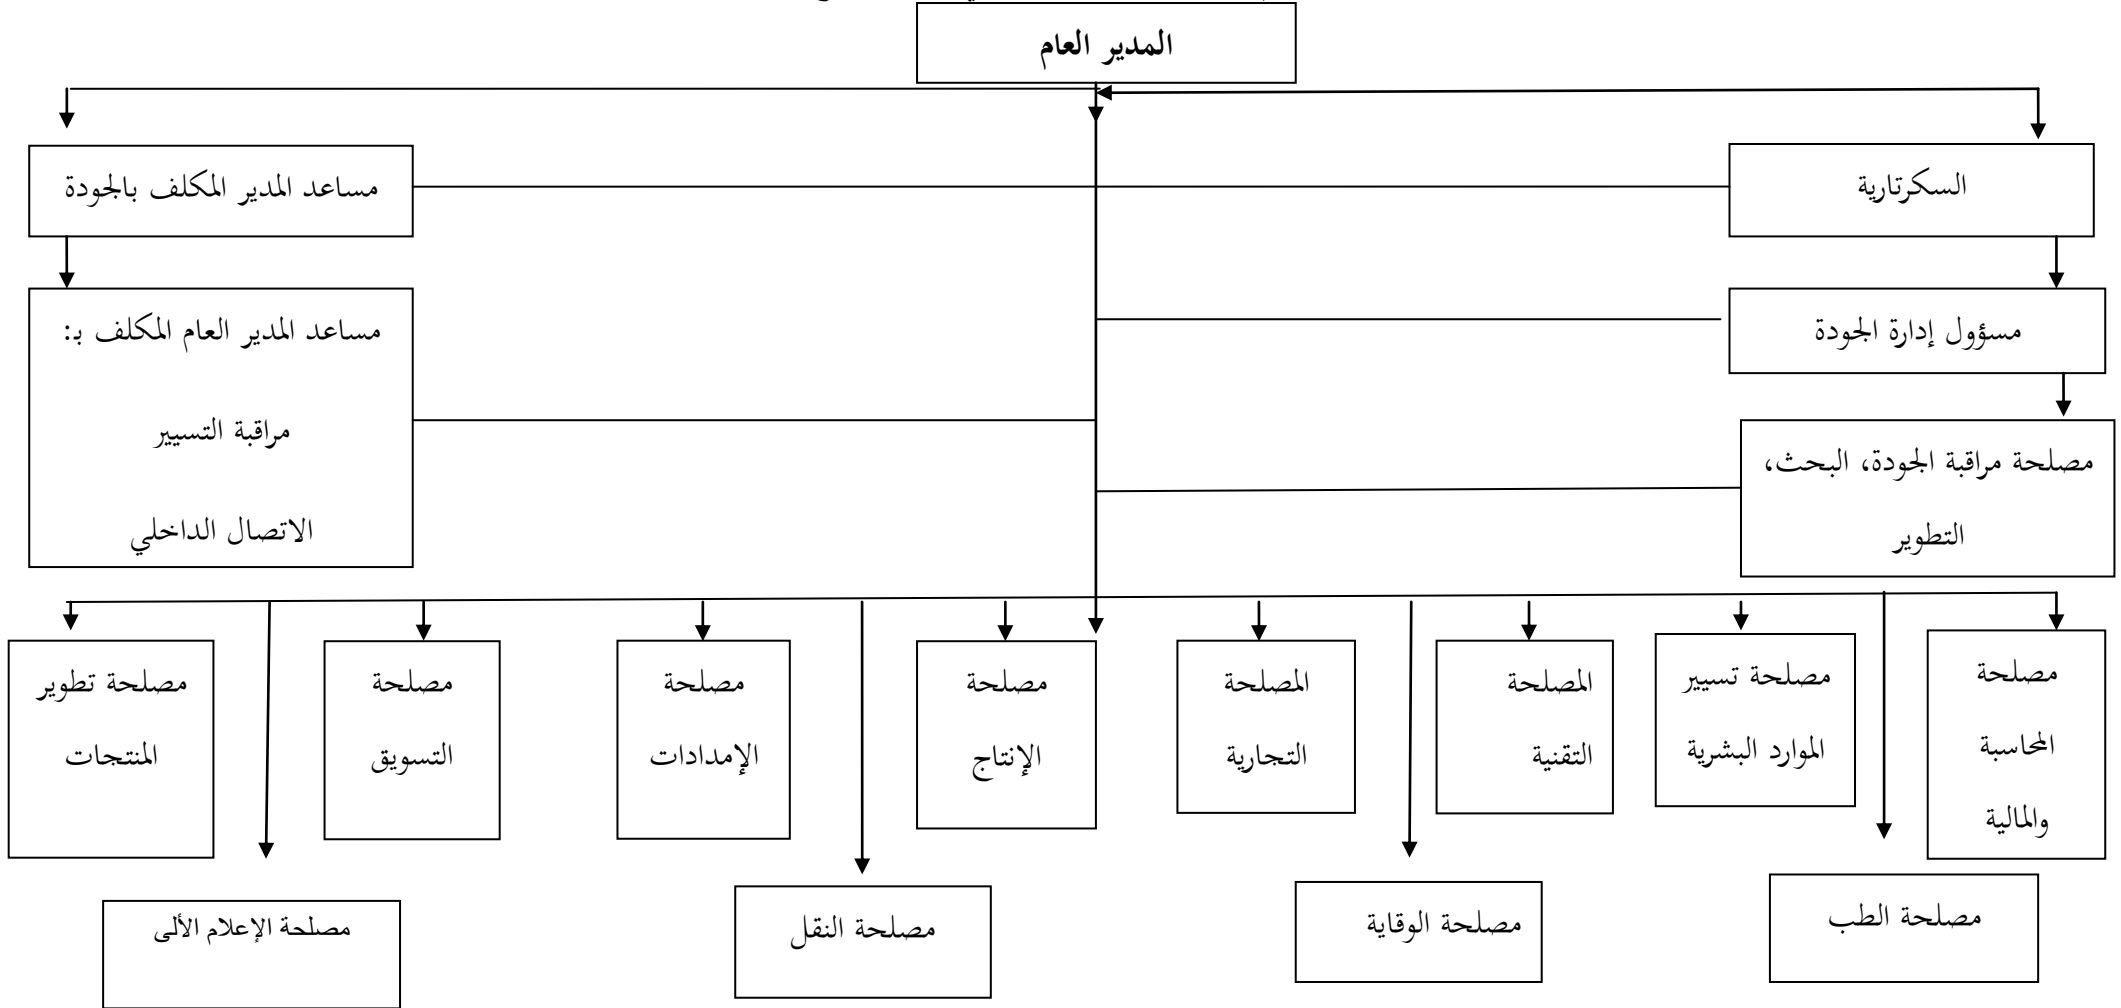 المدير العام
السكرتارية
مساعد المدير المكلف بالجودة
مسؤول إدارة الجودة
مساعد المدير العام المكلف بـ:
مراقبة التسيير
الاتصال الداخلي
مصلحة مراقبة الجودة، البحث،
التطوير
مصلحة
المحاسبة
والمالية
مصلحة تسيير
الموارد البشرية
المصلحة
التقنية
المصلحة
التجارية
مصلحة
الإنتاج
مصلحة
الإمدادات
مصلحة
التسويق
مصلحة تطوير
المنتجات
مصلحة الطب
مصلحة الوقاية
مصلحة النقل
مصلحة الإعلام الألى